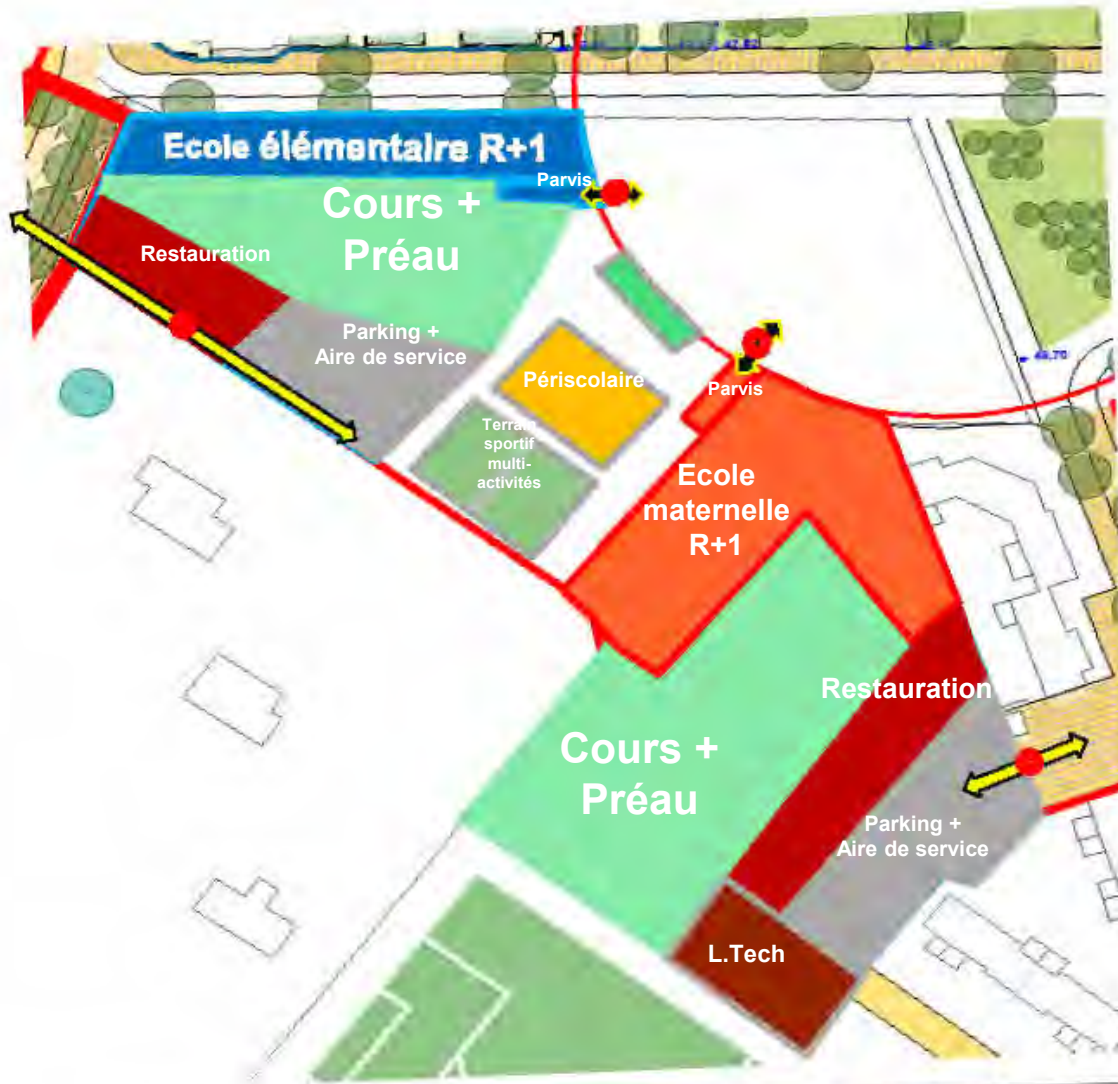 Ecole élémentaire R+1
Parvis
Cours +
Préau
Restauration
Parking +
Aire de service
Périscolaire
Parvis
Terrain
sportif
multi-
activités
Ecole
maternelle
R+1
Restauration
Cours +
Préau
Parking +
Aire de service
L.Tech